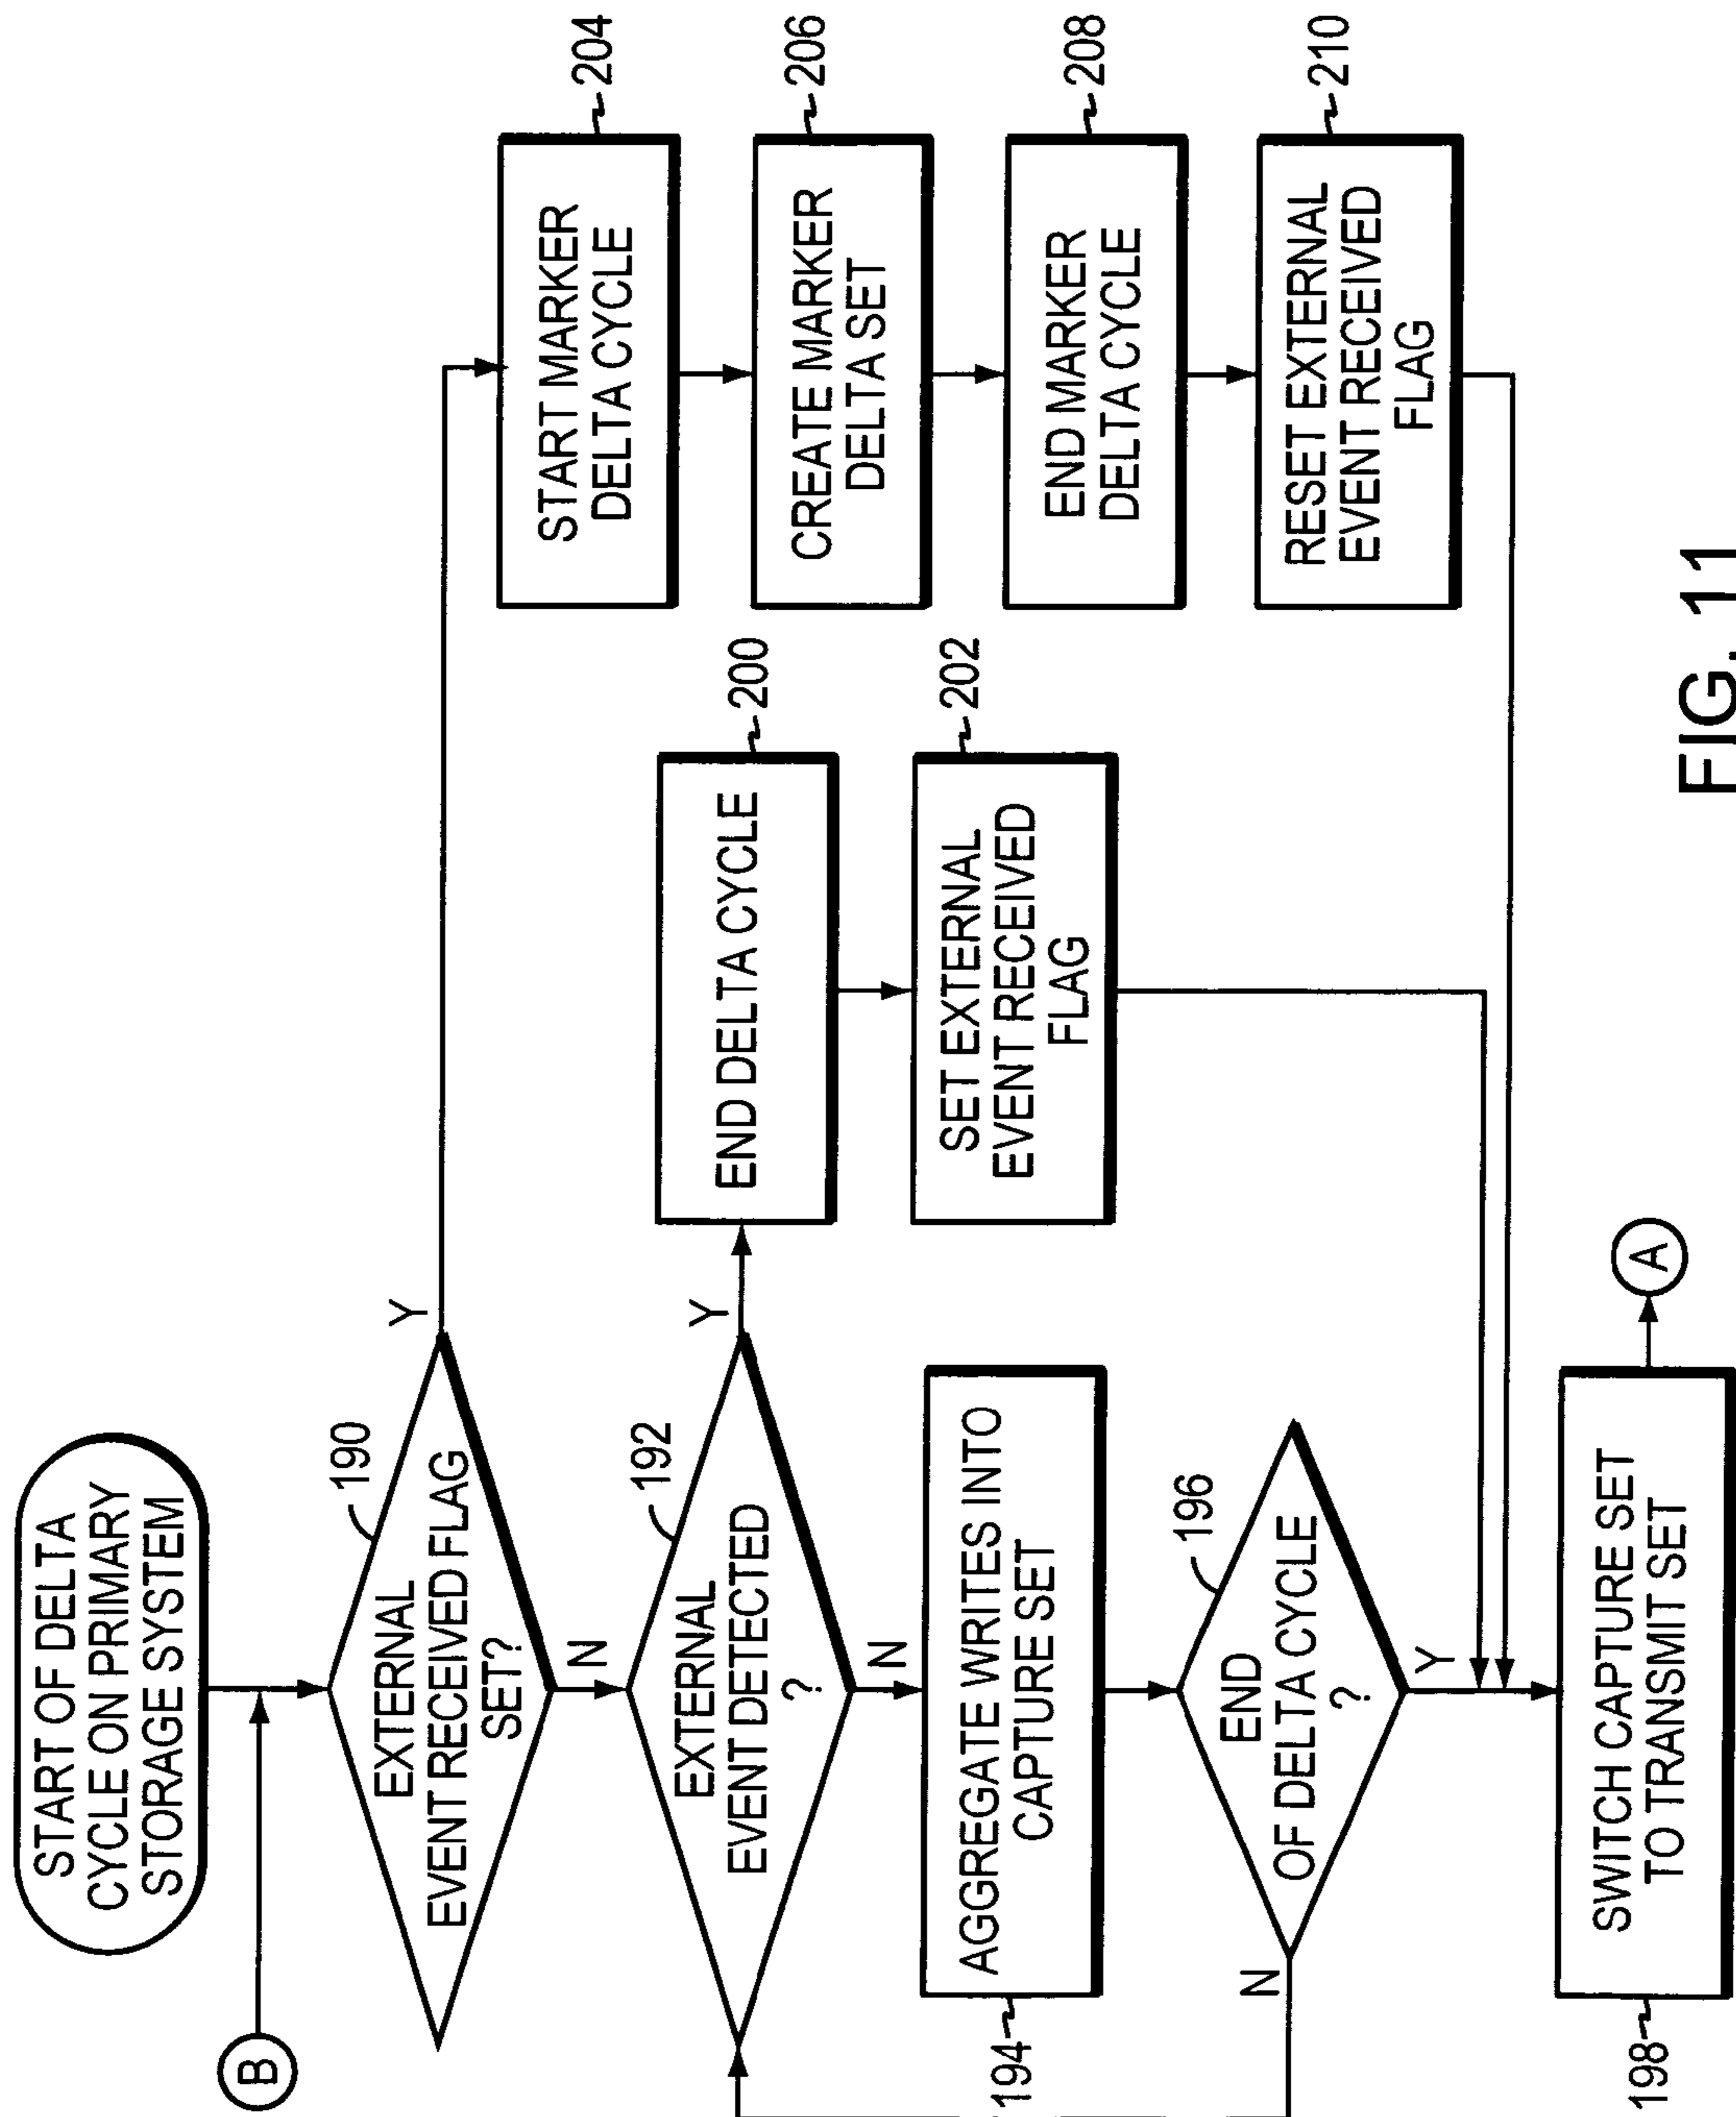 START OF DELTA
CYCLE ON PRIMARY
STORAGE SYSTEM
B
190
EXTERNAL
EVENT RECEIVED FLAG
SET?
Y
N
192
EXTERNAL
EVENT DETECTED
?
Y
N
194
AGGREGATE WRITES INTO
CAPTURE SET
196
END
OF DELTA CYCLE
?
N
Y
198
SWITCH CAPTURE SET
TO TRANSMIT SET
A
200
END DELTA CYCLE
202
SET EXTERNAL
EVENT RECEIVED
FLAG
204
START MARKER
DELTA CYCLE
206
CREATE MARKER
DELTA SET
208
END MARKER
DELTA CYCLE
210
RESET EXTERNAL
EVENT RECEIVED
FLAG
FIG. 11